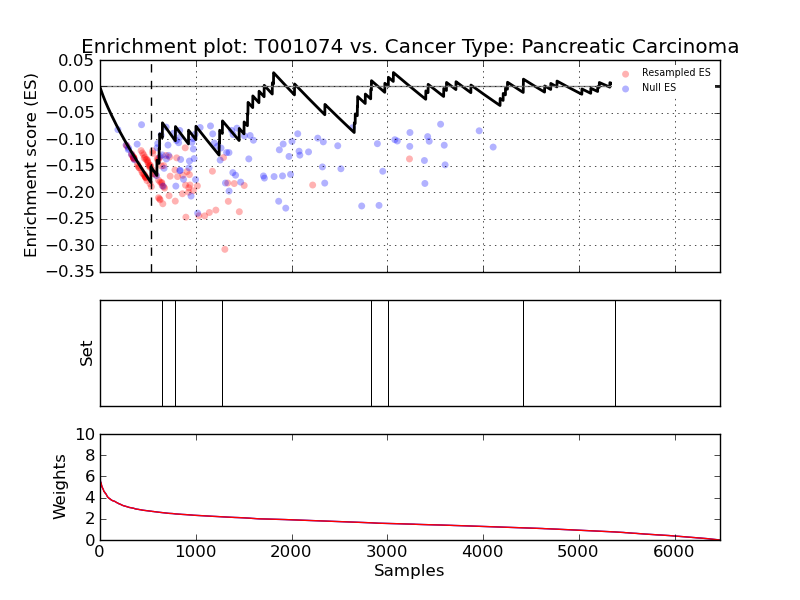 Enrichment plot: T001074 vs. Cancer Type: Pancreatic Carcinoma
Enrichment score (ES)
0.05
0.00
−0.05
−0.10
−0.15
−0.20
−0.25
−0.30
−0.35
Resampled ES
Null ES
Set
Weights
10
8
6
4
2
0
0 1000 2000 3000 4000 5000 6000
Samples